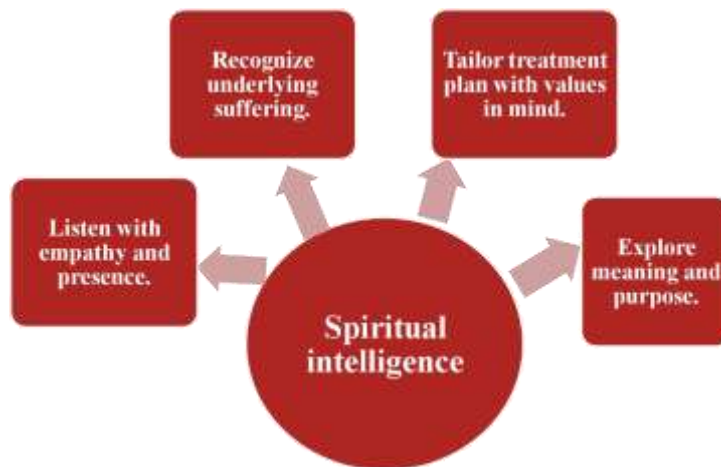 Recognize
underlying
suffering.
Tailor treatment
plan with values
in mind.
Listen with
empathy and
presence.
Explore
meaning and
purpose.
Spiritual
intelligence